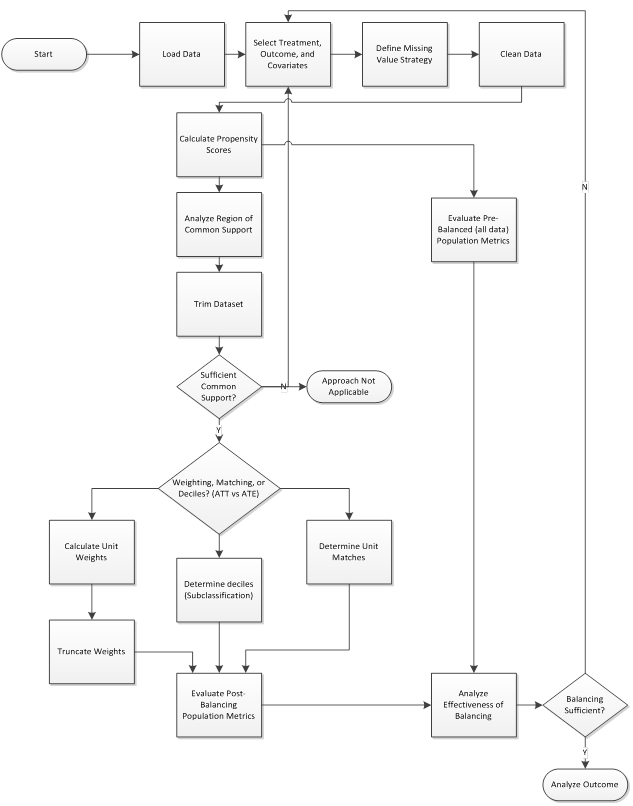 Start
Load Data
Select Treatment,
Outcome, and
Covariates
Define Missing
Value Strategy
Clean Data
Calculate Propensity
Scores
N
Analyze Region of
Common Support
Evaluate Pre-
Balanced (all data)
Population Metrics
Trim Dataset
Sufficient
Common
Support?
N
Approach Not
Applicable
Y
Weighting, Matching, or
Deciles? (ATT vs ATE)
Calculate Unit
Weights
Determine deciles
(Subclassification)
Determine Unit
Matches
Truncate Weights
Evaluate Post-
Balancing
Population Metrics
Analyze
Effectiveness of
Balancing
Balancing
Sufficient?
Y
Analyze Outcome